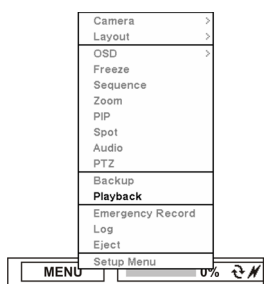 Camera >
Layout >
OSD >
Freeze
Sequence
Zoom
PIP
Spot
Audio
PTZ
Backup
Playback
Emergency Record
Log
Eject
Setup Menu
MENU 0%